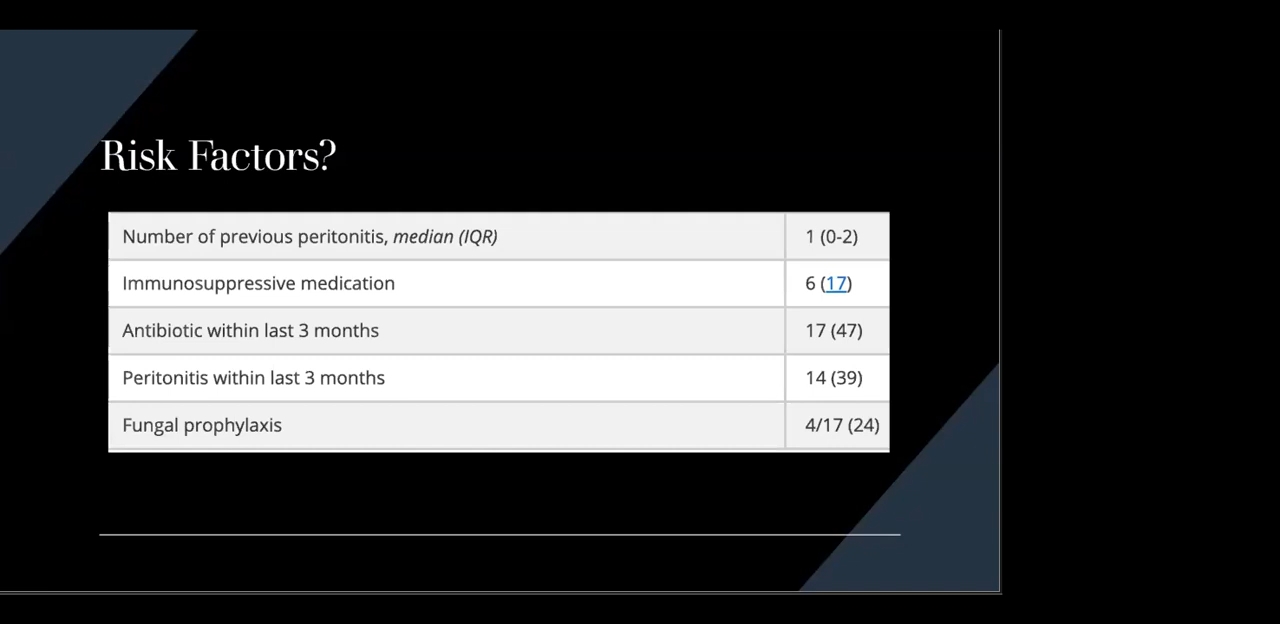 Risk Factors?
Number of previous peritonitis, median (IQR) 1 (0-2)
Immunosuppressive medication 6 (17)
Antibiotic within last 3 months 17 (47)
Peritonitis within last 3 months 14 (39)
Fungal prophylaxis 4/17 (24)